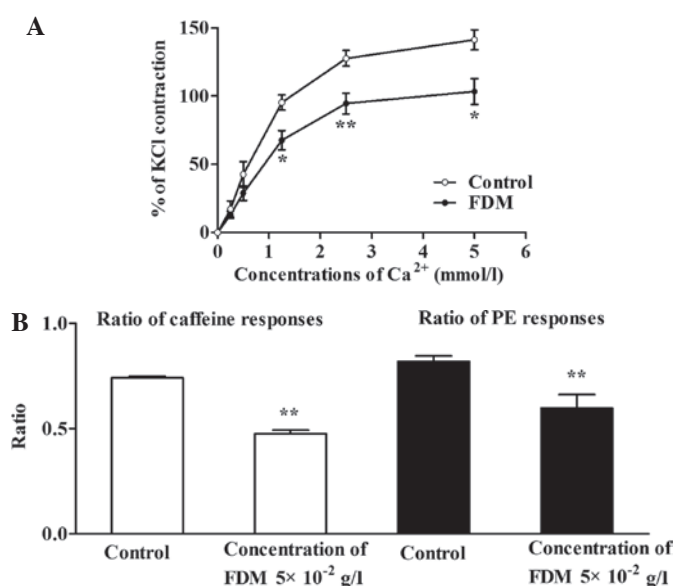 A
% of KCl contraction
150
100
50
0
*
**
*
Control
FDM
0 1 2 3 4 5 6
Concentrations of Ca²⁺ (mmol/l)
B
Ratio of caffeine responses Ratio of PE responses
Ratio
1.0
0.5
0.0
**
**
Control Concentration of FDM 5× 10⁻² g/l Control Concentration of FDM 5× 10⁻² g/l